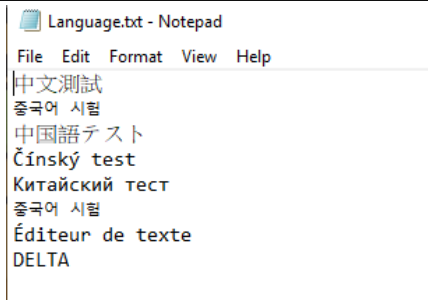 Language.txt - Notepad
File Edit Format View Help
中文測試
중국어 시험
中国語テスト
Čínský test
Китайский тест
중국어 시험
Éditeur de texte
DELTA